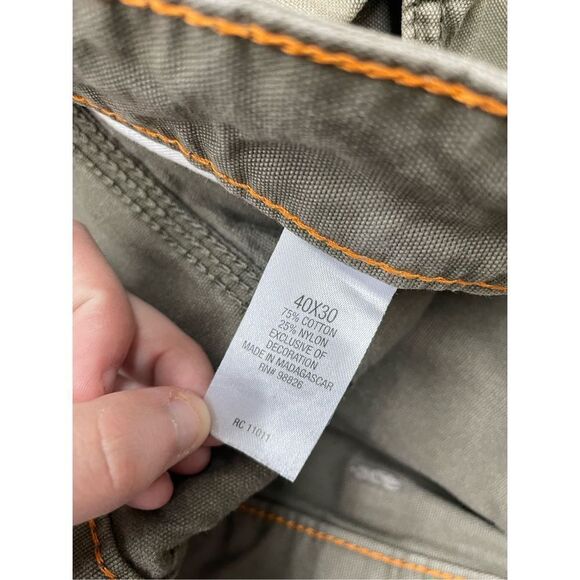 40X30
75% COTTON
25% NYLON
EXCLUSIVE OF
DECORATION
MADE IN MADAGASCAR
RN# 98826
RC 11011